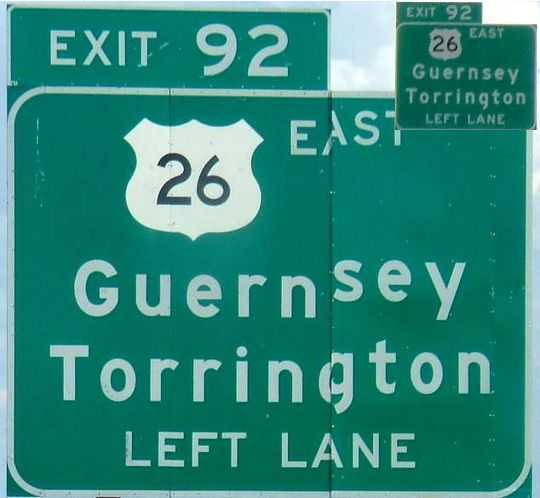 EXIT 92
26 EAST
Guernsey
Torrington
LEFT LANE
EXIT 92
26 EAST
Guernsey
Torrington
LEFT LANE